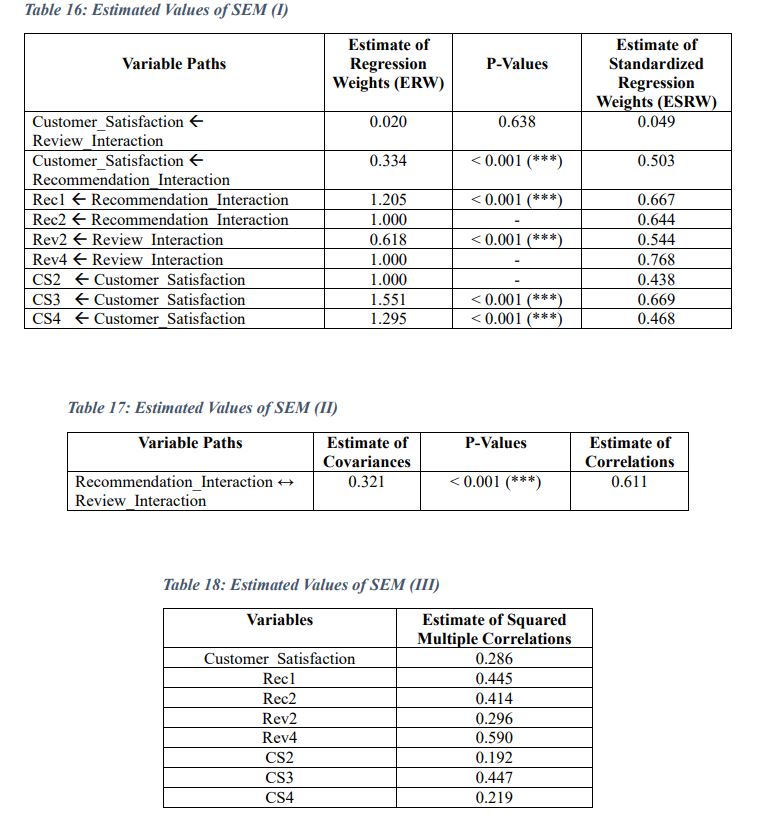 Table 16: Estimated Values of SEM (I)
Variable Paths
Estimate of
Regression
Weights (ERW)
P-Values
Estimate of
Standardized
Regression
Weights (ESRW)
Customer_Satisfaction ← 0.020 0.638 0.049
Review_Interaction
Customer_Satisfaction ← 0.334 < 0.001 (***) 0.503
Recommendation_Interaction
Rec1 ← Recommendation_Interaction 1.205 < 0.001 (***) 0.667
Rec2 ← Recommendation_Interaction 1.000 - 0.644
Rev2 ← Review_Interaction 0.618 < 0.001 (***) 0.544
Rev4 ← Review_Interaction 1.000 - 0.768
CS2 ← Customer_Satisfaction 1.000 - 0.438
CS3 ← Customer_Satisfaction 1.551 < 0.001 (***) 0.669
CS4 ← Customer_Satisfaction 1.295 < 0.001 (***) 0.468
Table 17: Estimated Values of SEM (II)
Variable Paths
Estimate of
Covariances
P-Values
Estimate of
Correlations
Recommendation_Interaction ↔ 0.321 < 0.001 (***) 0.611
Review_Interaction
Table 18: Estimated Values of SEM (III)
Variables
Estimate of Squared
Multiple Correlations
Customer_Satisfaction 0.286
Rec1 0.445
Rec2 0.414
Rev2 0.296
Rev4 0.590
CS2 0.192
CS3 0.447
CS4 0.219